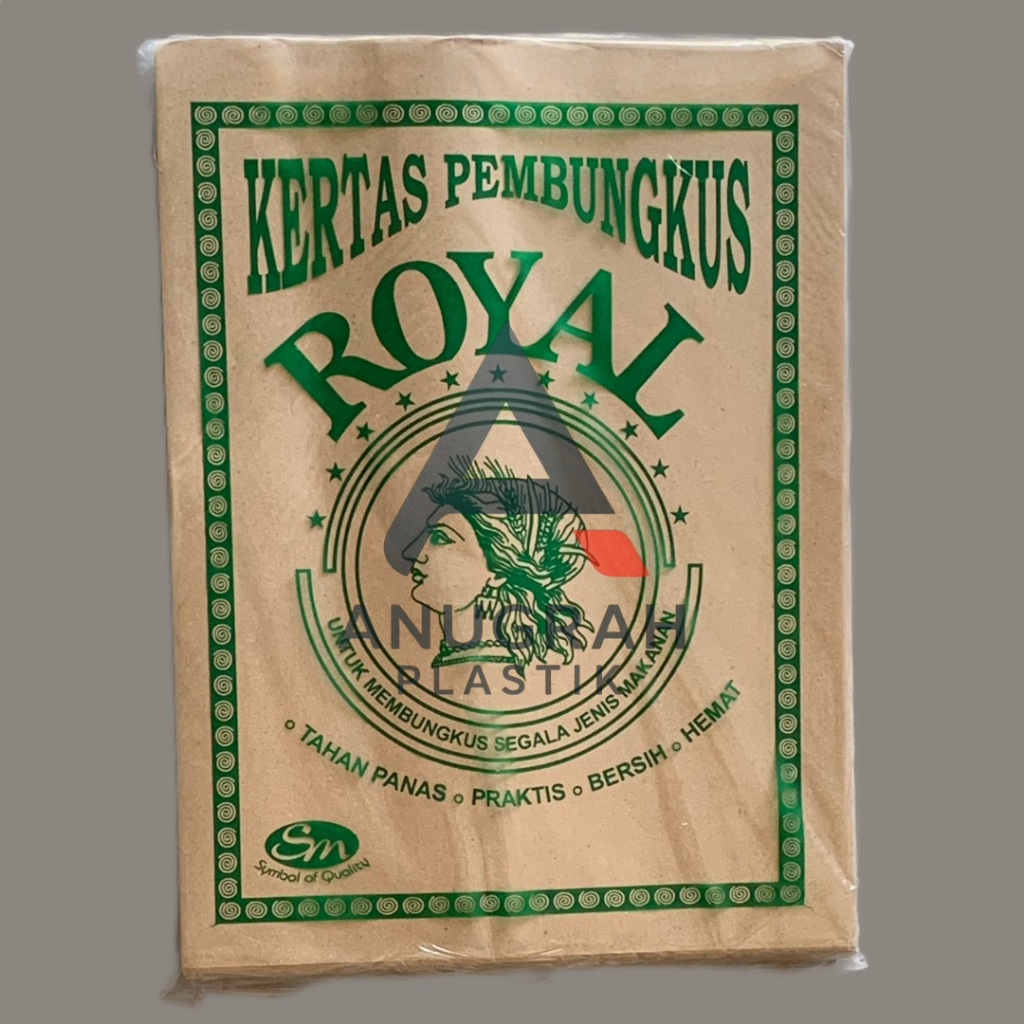 KERTAS PEMBUNGKUS
ROYAL
ANUGRAH
PLASTIK
UNTUK MEMBUNGKUS SEGALA JENIS MAKANAN
TAHAN PANAS PRAKTIS BERSIH HEMAT
Sm
Symbol of Quality